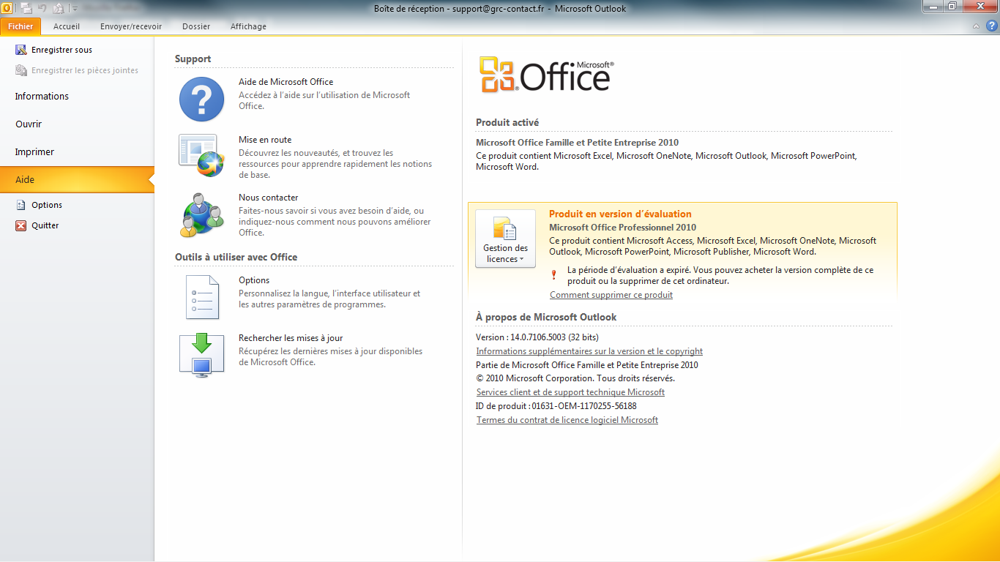 Boîte de réception - support@grc-contact.fr - Microsoft Outlook
Fichier
Accueil
Envoyer/recevoir
Dossier
Affichage
Enregistrer sous
Enregistrer les pièces jointes
Informations
Ouvrir
Imprimer
Aide
Options
Quitter
Support
Aide de Microsoft Office
Accédez à l'aide sur l'utilisation de Microsoft
Office.
Mise en route
Découvrez les nouveautés, et trouvez les
ressources pour apprendre rapidement les notions
de base.
Nous contacter
Faites-nous savoir si vous avez besoin d'aide, ou
indiquez-nous comment nous pouvons améliorer
Office.
Outils à utiliser avec Office
Options
Personnalisez la langue, l'interface utilisateur et
les autres paramètres de programmes.
Rechercher les mises à jour
Récupérez les dernières mises à jour disponibles
de Microsoft Office.
Microsoft®
Office
Produit activé
Microsoft Office Famille et Petite Entreprise 2010
Ce produit contient Microsoft Excel, Microsoft OneNote, Microsoft Outlook, Microsoft PowerPoint,
Microsoft Word.
Gestion des
licences
Produit en version d'évaluation
Microsoft Office Professionnel 2010
Ce produit contient Microsoft Access, Microsoft Excel, Microsoft OneNote, Microsoft
Outlook, Microsoft PowerPoint, Microsoft Publisher, Microsoft Word.
La période d'évaluation a expiré. Vous pouvez acheter la version complète de ce
produit ou la supprimer de cet ordinateur.
Comment supprimer ce produit
À propos de Microsoft Outlook
Version : 14.0.7106.5003 (32 bits)
Informations supplémentaires sur la version et le copyright
Partie de Microsoft Office Famille et Petite Entreprise 2010
© 2010 Microsoft Corporation. Tous droits réservés.
Services client et de support technique Microsoft
ID de produit : 01631-OEM-1170255-56188
Termes du contrat de licence logiciel Microsoft